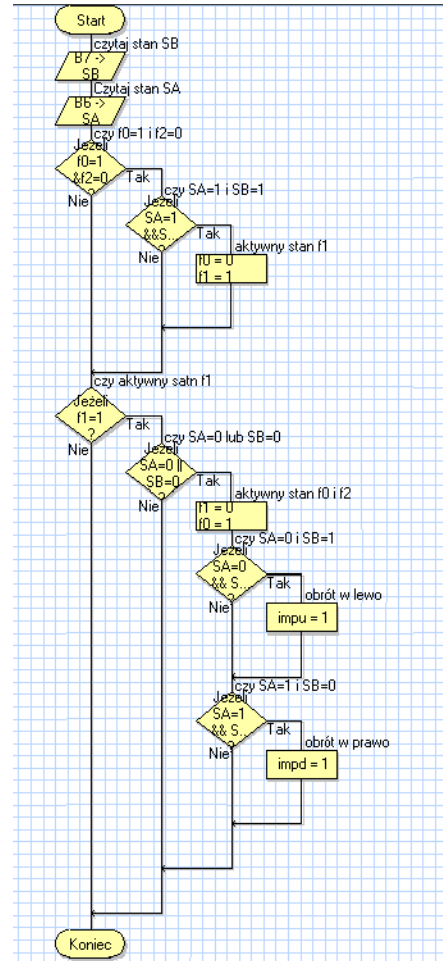 Start
czytaj stan SB
B7 ->
SB
Czytaj stan SA
B6 ->
SA
czy f0=1 i f2=0
Jeżeli
f0=1
&f2=0
?
Tak
Nie
czy SA=1 i SB=1
Jeżeli
SA=1
&&S...
?
Tak
Nie
aktywny stan f1
f0 = 0
f1 = 1
czy aktywny satn f1
Jeżeli
f1=1
?
Tak
Nie
czy SA=0 lub SB=0
Jeżeli
SA=0 ||
SB=0
?
Tak
Nie
aktywny stan f0 i f2
f1 = 0
f0 = 1
czy SA=0 i SB=1
Jeżeli
SA=0
&& S...
?
Tak
Nie
obrót w lewo
impu = 1
czy SA=1 i SB=0
Jeżeli
SA=1
&& S...
?
Tak
Nie
obrót w prawo
impd = 1
Koniec